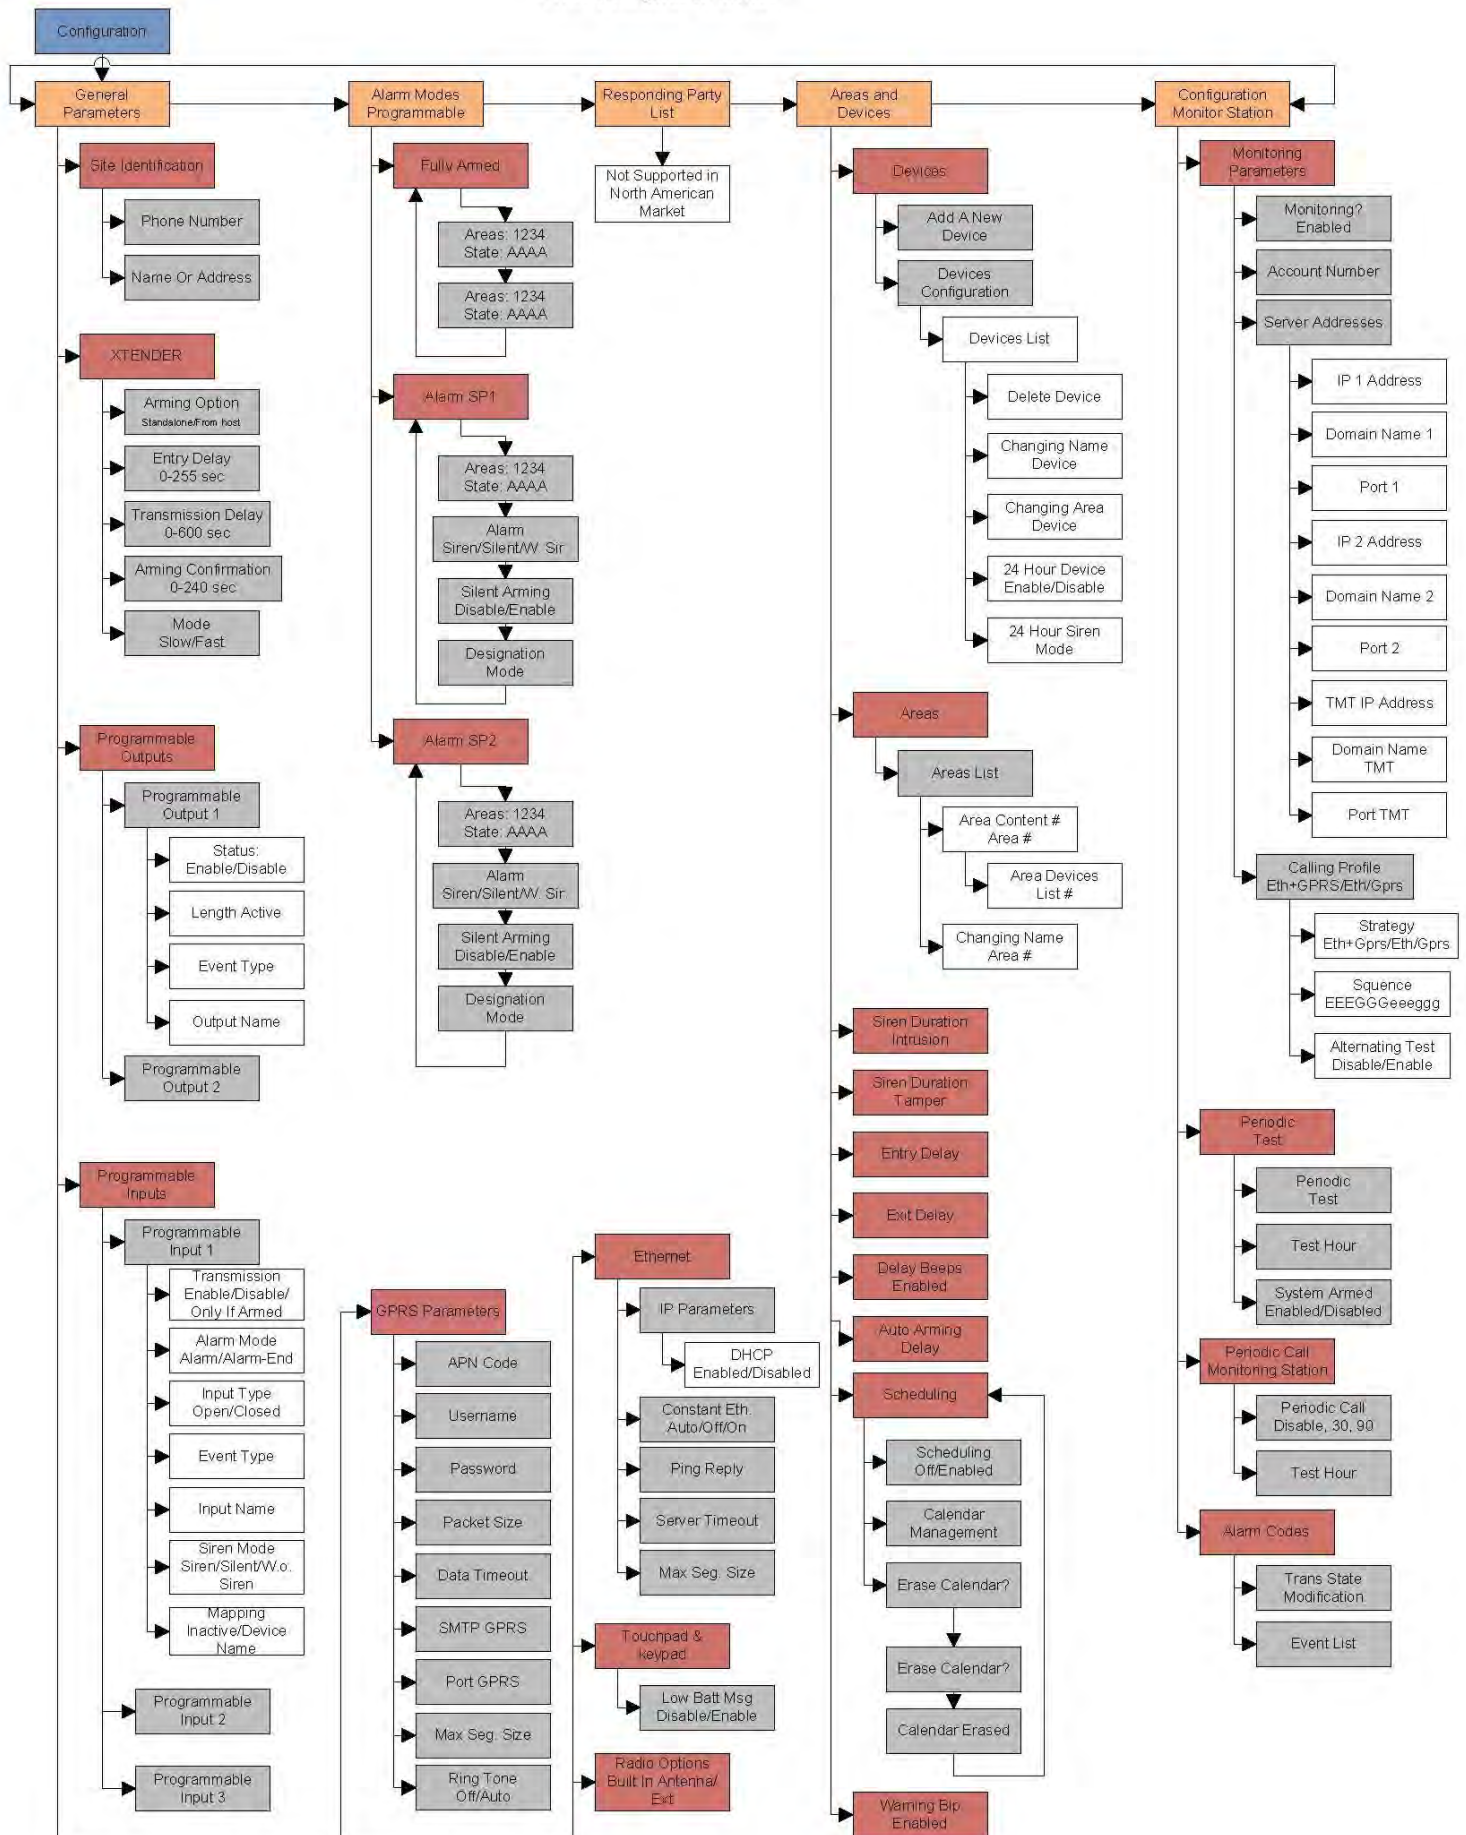 Configuration
General
Parameters
Site Identification
Phone Number
Name Or Address
XTENDER
Arming Option
Standalone/From host
Entry Delay
0-255 sec
Transmission Delay
0-600 sec
Arming Confirmation
0-240 sec
Mode
Slow/Fast
Programmable
Outputs
Programmable
Output 1
Status:
Enable/Disable
Length Active
Event Type
Output Name
Programmable
Output 2
Programmable
Inputs
Programmable
Input 1
Transmission
Enable/Disable/
Only If Armed
Alarm Mode
Alarm/Alarm-End
Input Type
Open/Closed
Event Type
Input Name
Siren Mode
Siren/Silent/W.o.
Siren
Mapping
Inactive/Device
Name
Programmable
Input 2
Programmable
Input 3
Alarm Modes
Programmable
Fully Armed
Areas: 1234
State: AAAA
Areas: 1234
State: AAAA
Alarm SP1
Areas: 1234
State: AAAA
Alarm
Siren/Silent/W. Sir
Silent Arming
Disable/Enable
Designation
Mode
Alarm SP2
Areas: 1234
State: AAAA
Alarm
Siren/Silent/W. Sir
Silent Arming
Disable/Enable
Designation
Mode
GPRS Parameters
APN Code
Username
Password
Packet Size
Data Timeout
SMTP GPRS
Port GPRS
Max Seg. Size
Ring Tone
Off/Auto
Responding Party
List
Not Supported in
North American
Market
Ethernet
IP Parameters
DHCP
Enabled/Disabled
Constant Eth.
Auto/Off/On
Ping Reply
Server Timeout
Max Seg. Size
Touchpad &
keypad
Low Batt Msg
Disable/Enable
Radio Options
Built In Antenna/
Ext
Areas and
Devices
Devices
Add A New
Device
Devices
Configuration
Devices List
Delete Device
Changing Name
Device
Changing Area
Device
24 Hour Device
Enable/Disable
24 Hour Siren
Mode
Areas
Areas List
Area Content #
Area #
Area Devices
List #
Changing Name
Area #
Siren Duration
Intrusion
Siren Duration
Tamper
Entry Delay
Exit Delay
Delay Beeps
Enabled
Auto Arming
Delay
Scheduling
Scheduling
Off/Enabled
Calendar
Management
Erase Calendar?
Erase Calendar?
Calendar Erased
Warning Bip
Enabled
Configuration
Monitor Station
Monitoring
Parameters
Monitoring?
Enabled
Account Number
Server Addresses
IP 1 Address
Domain Name 1
Port 1
IP 2 Address
Domain Name 2
Port 2
TMT IP Address
Domain Name
TMT
Port TMT
Calling Profile
Eth+GPRS/Eth/Gprs
Strategy
Eth+Gprs/Eth/Gprs
Squence
EEEGGGeeeggg
Alternating Test
Disable/Enable
Periodic
Test
Periodic
Test
Test Hour
System Armed
Enabled/Disabled
Periodic Call
Monitoring Station
Periodic Call
Disable, 30, 90
Test Hour
Alarm Codes
Trans State
Modification
Event List